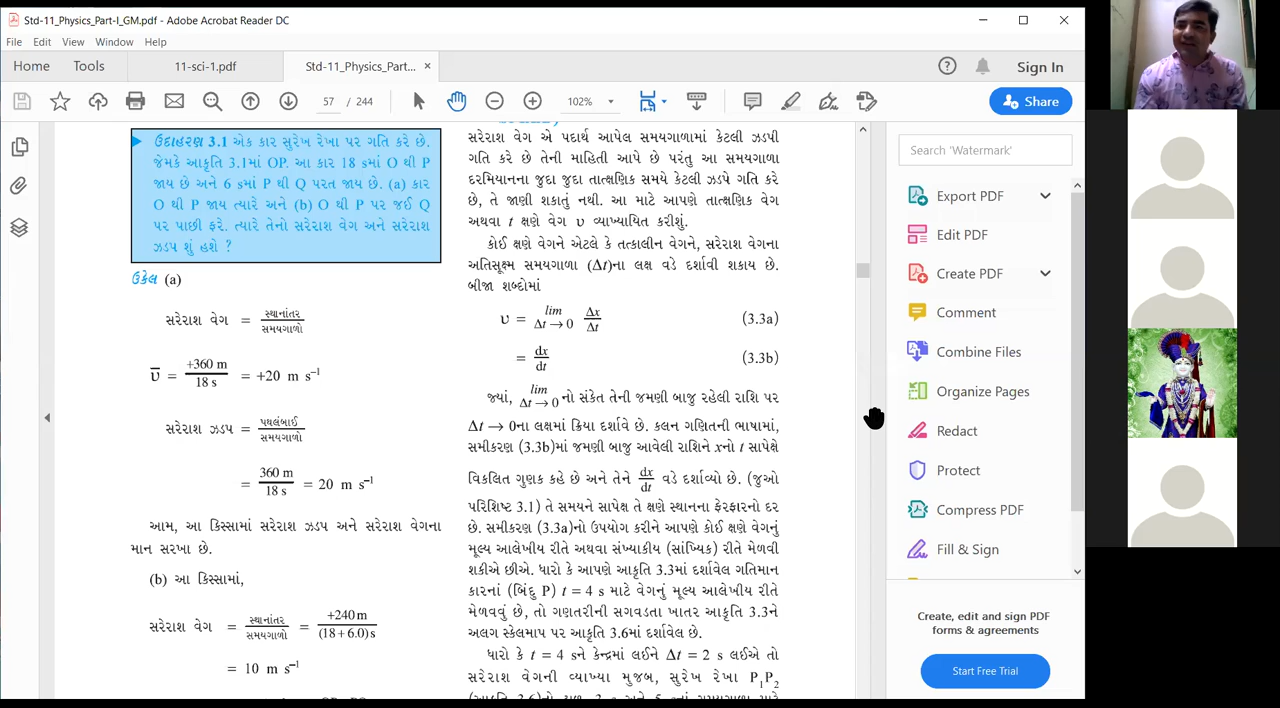 Std-11_Physics_Part-I_GM.pdf - Adobe Acrobat Reader DC
File Edit View Window Help
Home Tools 11-sci-1.pdf Std-11_Physics_Part... × Sign In
57 / 244 102% Share
ઉદાહરણ 3.1 એક કાર સુરેખ રેખા પર ગતિ કરે છે.
જેમકે આકૃતિ 3.1માં OP. આ કાર 18 sમાં O થી P
જાય છે અને 6 sમાં P થી Q પરત જાય છે. (a) કાર
O થી P જાય ત્યારે અને (b) O થી P પર જઈ Q
પર પાછી ફરે. ત્યારે તેનો સરેરાશ વેગ અને સરેરાશ
ઝડપ શું હશે ?
ઉકેલ (a)
સરેરાશ વેગ = સ્થાનાંતર / સમયગાળો
ῡ = +360 m / 18 s = +20 m s⁻¹
સરેરાશ ઝડપ = પથલંબાઈ / સમયગાળો
= 360 m / 18 s = 20 m s⁻¹
આમ, આ કિસ્સામાં સરેરાશ ઝડપ અને સરેરાશ વેગના
માન સરખા છે.
(b) આ કિસ્સામાં,
સરેરાશ વેગ = સ્થાનાંતર / સમયગાળો = +240 m / (18 + 6.0) s
= 10 m s⁻¹
સરેરાશ વેગ એ પદાર્થ આપેલ સમયગાળામાં કેટલી ઝડપી
ગતિ કરે છે તેની માહિતી આપે છે પરંતુ આ સમયગાળા
દરમિયાનના જુદા જુદા તાત્ક્ષણિક સમયે કેટલી ઝડપે ગતિ કરે
છે, તે જાણી શકાતું નથી. આ માટે આપણે તાત્ક્ષણિક વેગ
અથવા t ક્ષણે વેગ υ વ્યાખ્યાયિત કરીશું.
કોઈ ક્ષણે વેગને એટલે કે તત્કાલીન વેગને, સરેરાશ વેગના
અતિસૂક્ષ્મ સમયગાળા (Δt)ના લક્ષ વડે દર્શાવી શકાય છે.
બીજા શબ્દોમાં
υ = lim Δt → 0 Δx / Δt (3.3a)
= dx / dt (3.3b)
જ્યાં, lim Δt → 0 નો સંકેત તેની જમણી બાજુ રહેલી રાશિ પર
Δt → 0ના લક્ષમાં ક્રિયા દર્શાવે છે. કલન ગણિતની ભાષામાં,
સમીકરણ (3.3b)માં જમણી બાજુ આવેલી રાશિને xનો t સાપેક્ષે
વિકલિત ગુણક કહે છે અને તેને dx / dt વડે દર્શાવ્યો છે. (જુઓ
પરિશિષ્ટ 3.1) તે સમયને સાપેક્ષ તે ક્ષણે સ્થાનના ફેરફારનો દર
છે. સમીકરણ (3.3a)નો ઉપયોગ કરીને આપણે કોઈ ક્ષણે વેગનું
મૂલ્ય આલેખીય રીતે અથવા સંખ્યાકીય (સાંખ્યિક) રીતે મેળવી
શકીએ છીએ. ધારો કે આપણે આકૃતિ 3.3માં દર્શાવેલ ગતિમાન
કારનાં (બિંદુ P) t = 4 s માટે વેગનું મૂલ્ય આલેખીય રીતે
મેળવવું છે, તો ગણતરીની સગવડતા ખાતર આકૃતિ 3.3ને
અલગ સ્કેલમાપ પર આકૃતિ 3.6માં દર્શાવેલ છે.
ધારો કે t = 4 sને કેન્દ્રમાં લઈને Δt = 2 s લઈએ તો
સરેરાશ વેગની વ્યાખ્યા મુજબ, સુરેખ રેખા P₁P₂
Search 'Watermark'
Export PDF
Edit PDF
Create PDF
Comment
Combine Files
Organize Pages
Redact
Protect
Compress PDF
Fill & Sign
Create, edit and sign PDF
forms & agreements
Start Free Trial